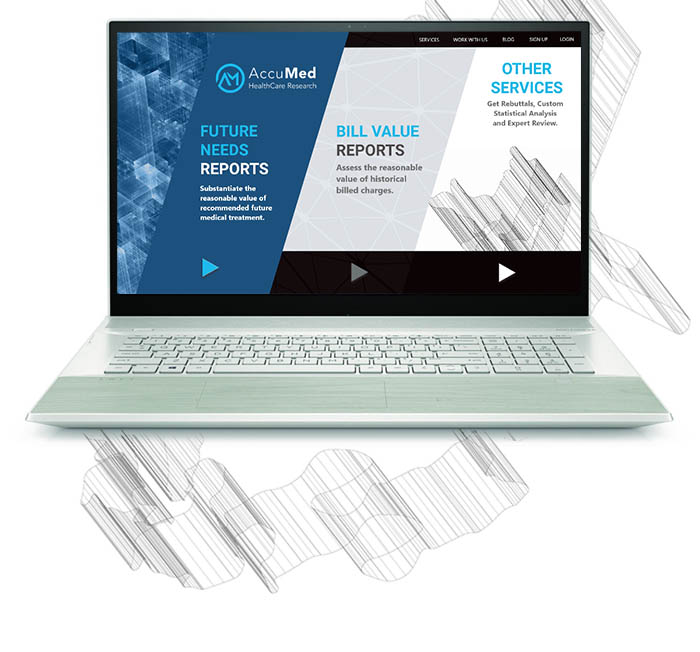 SERVICES WORK WITH US BLOG SIGN UP LOGIN
AccuMed
HealthCare Research
FUTURE
NEEDS
REPORTS
Substantiate the
reasonable value of
recommended future
medical treatment.
BILL VALUE
REPORTS
Assess the reasonable
value of historical
billed charges.
OTHER
SERVICES
Get Rebuttals, Custom
Statistical Analysis
and Expert Review.